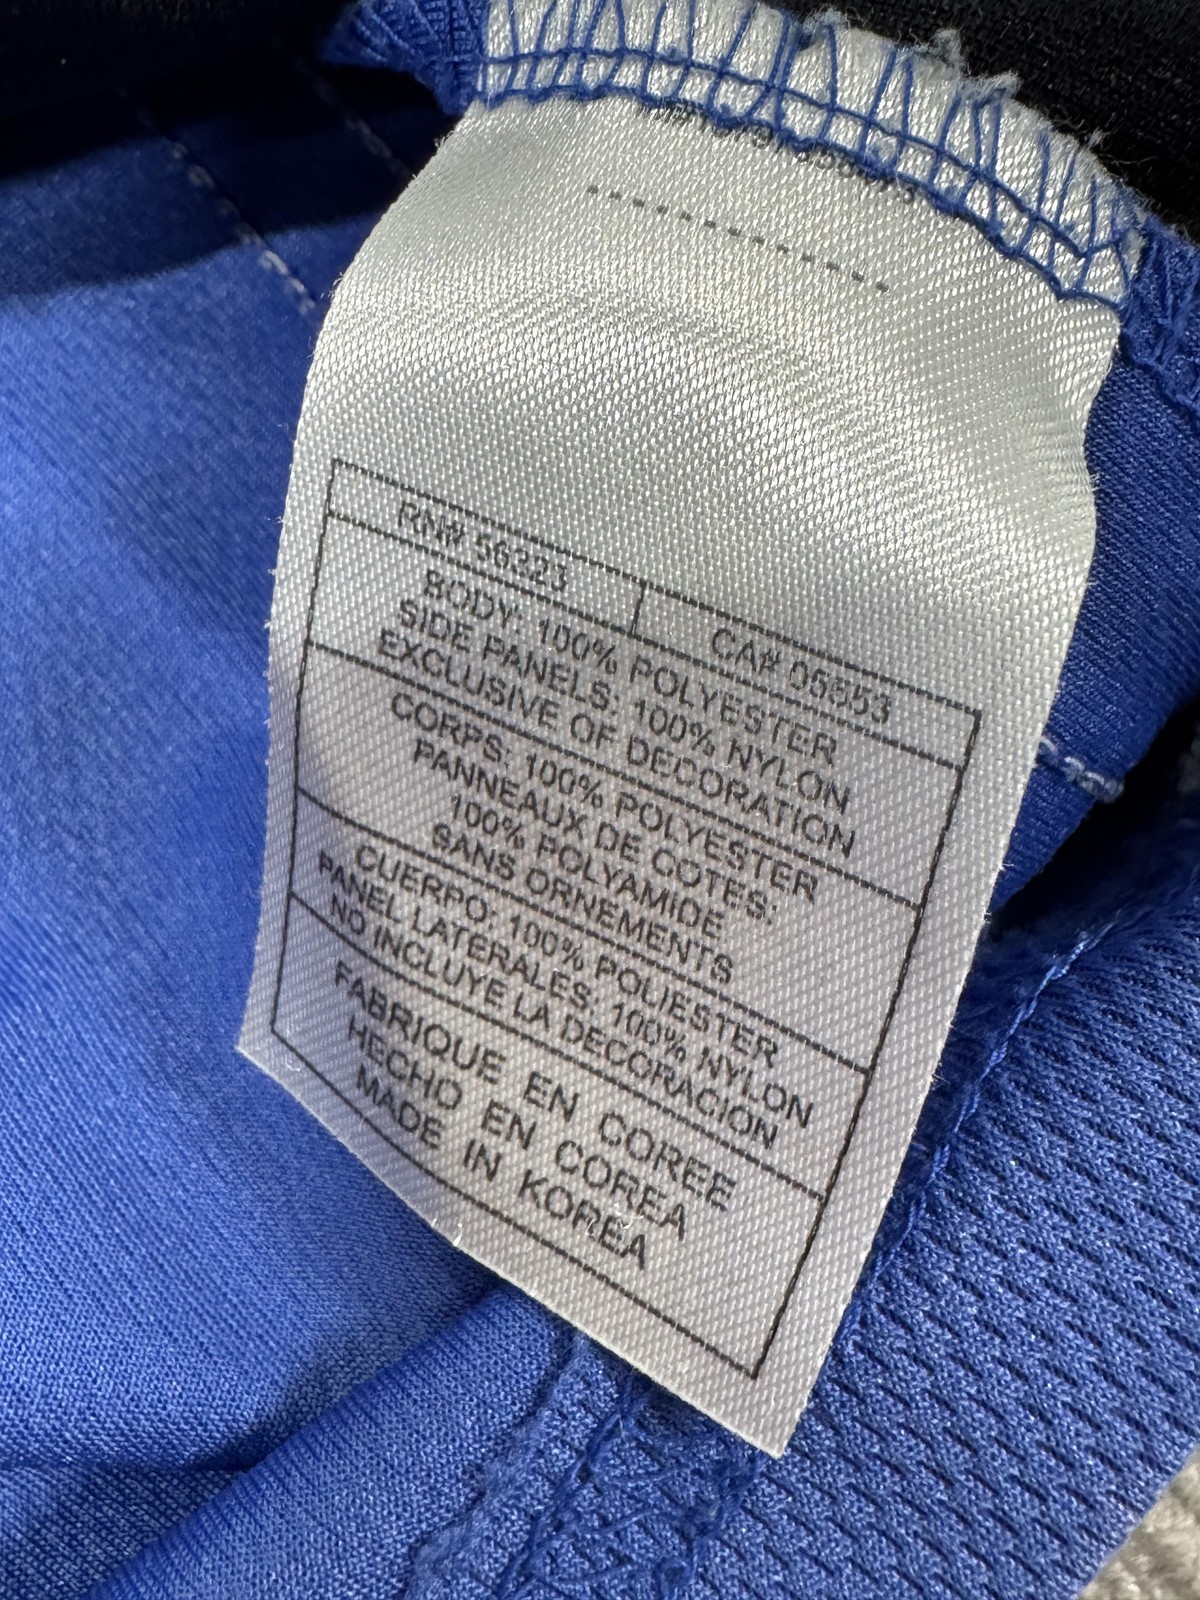 RN# 56323
CA# 05553
BODY: 100% POLYESTER
SIDE PANELS: 100% NYLON
EXCLUSIVE OF DECORATION
CORPS: 100% POLYESTER
PANNEAUX DE COTES:
100% POLYAMIDE
SANS ORNEMENTS
CUERPO: 100% POLIESTER
PANEL LATERALES: 100% NYLON
NO INCLUYE LA DECORACION
FABRIQUE EN COREE
HECHO EN COREA
MADE IN KOREA